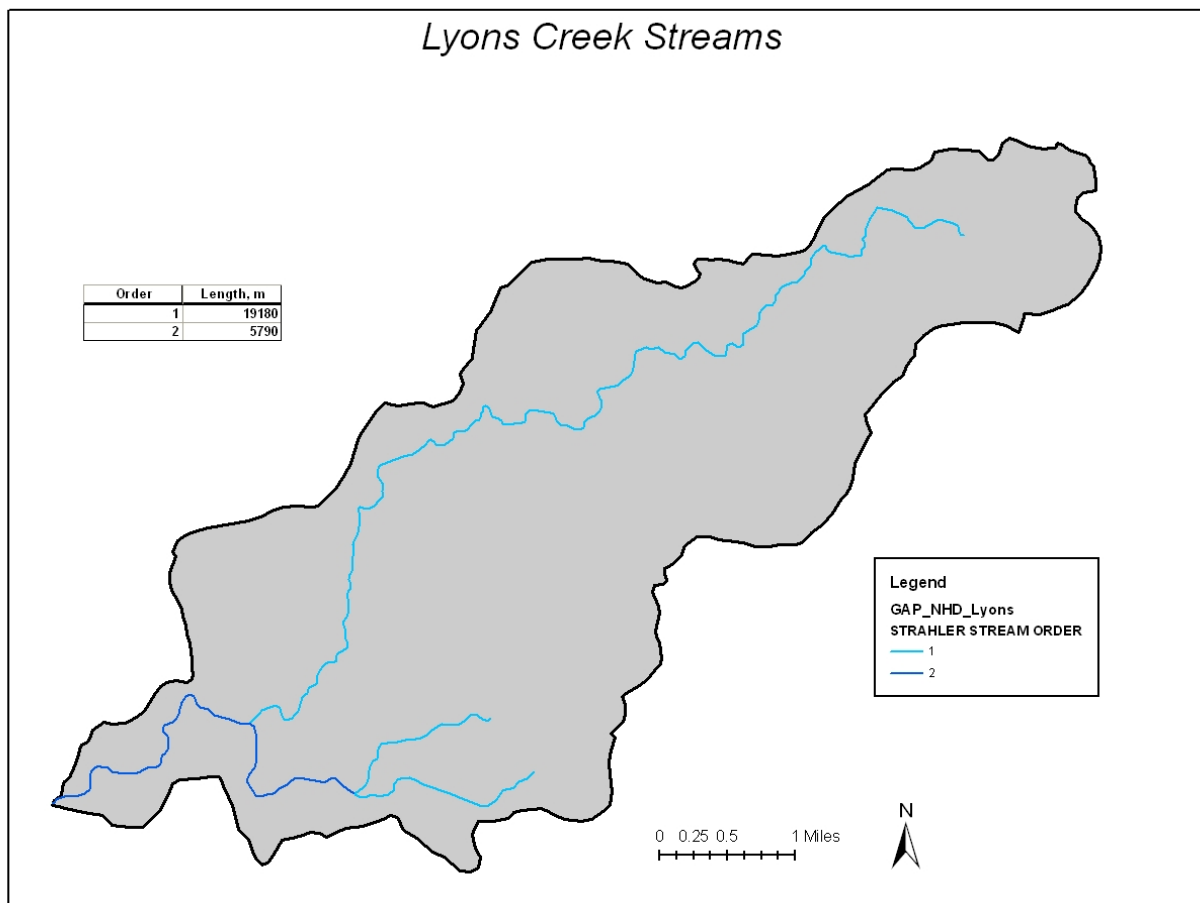 Lyons Creek Streams
Order Length, m
1 19180
2 5790
Legend
GAP_NHD_Lyons
STRAHLER STREAM ORDER
1
2
0 0.25 0.5 1 Miles
N